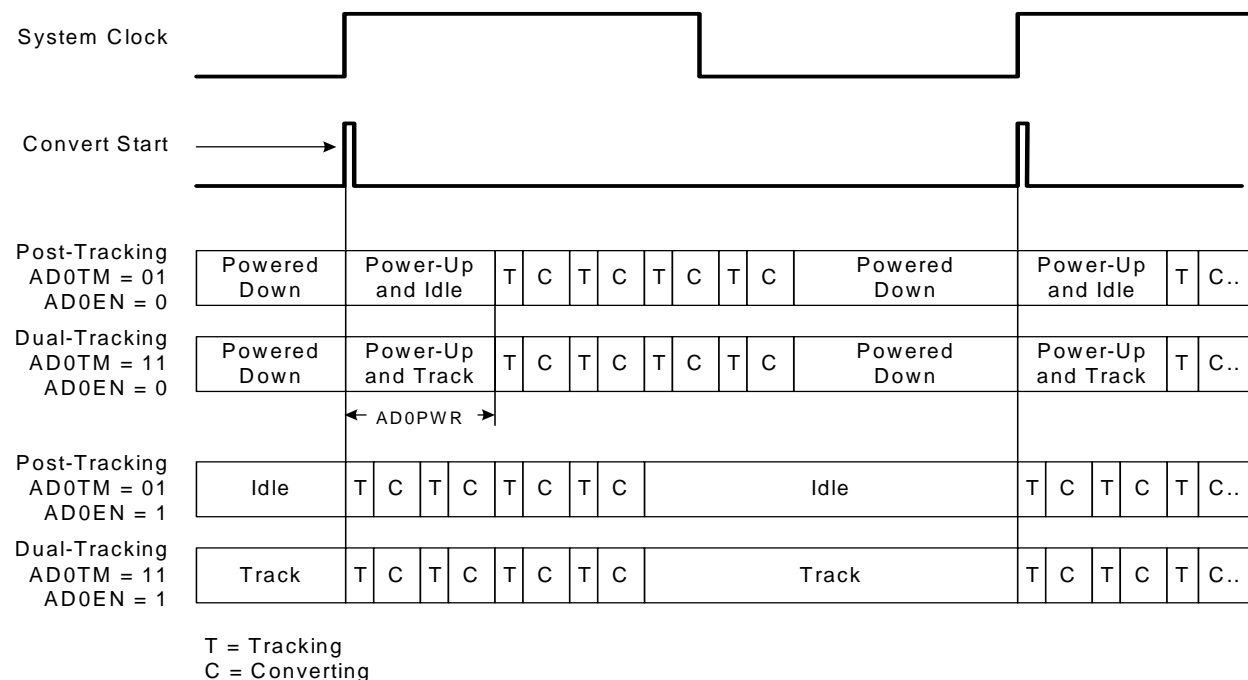 System Clock
Convert Start
Post-Tracking
AD0TM = 01
AD0EN = 0
Powered
Down
Power-Up
and Idle
T C T C T C T C
Powered
Down
Power-Up
and Idle
T C..
Dual-Tracking
AD0TM = 11
AD0EN = 0
Powered
Down
Power-Up
and Track
T C T C T C T C
Powered
Down
Power-Up
and Track
T C..
AD0PWR
Post-Tracking
AD0TM = 01
AD0EN = 1
Idle T C T C T C T C Idle T C T C T C..
Dual-Tracking
AD0TM = 11
AD0EN = 1
Track T C T C T C T C Track T C T C T C..
T = Tracking
C = Converting